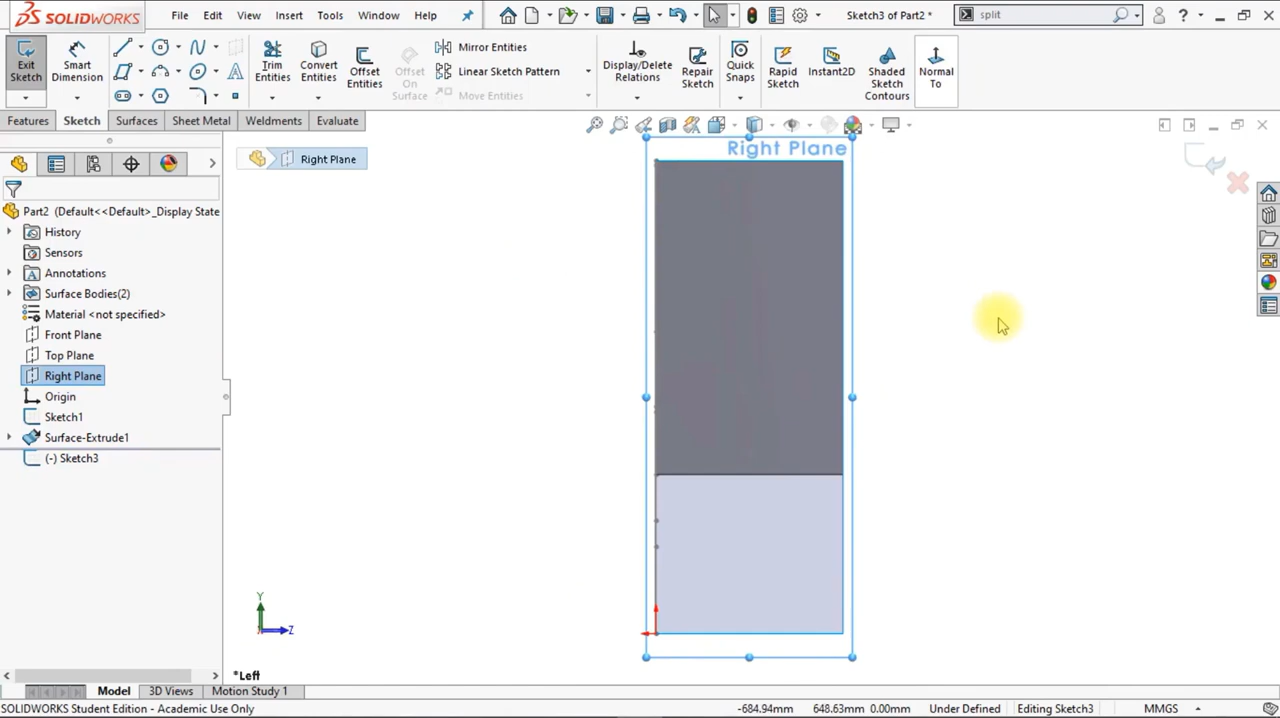 SOLIDWORKS File Edit View Insert Tools Window Help Sketch3 of Part2 * split
Exit Sketch
Smart Dimension
Trim Entities
Convert Entities
Offset Entities
Offset On Surface
Mirror Entities
Linear Sketch Pattern
Move Entities
Display/Delete Relations
Repair Sketch
Quick Snaps
Rapid Sketch
Instant2D
Shaded Sketch Contours
Normal To
Features Sketch Surfaces Sheet Metal Weldments Evaluate
Right Plane
Right Plane
Part2 (Default<<Default>_Display State
History
Sensors
Annotations
Surface Bodies(2)
Material <not specified>
Front Plane
Top Plane
Right Plane
Origin
Sketch1
Surface-Extrude1
(-) Sketch3
Y
Z
*Left
Model 3D Views Motion Study 1
SOLIDWORKS Student Edition - Academic Use Only -684.94mm 648.63mm 0.00mm Under Defined Editing Sketch3 MMGS